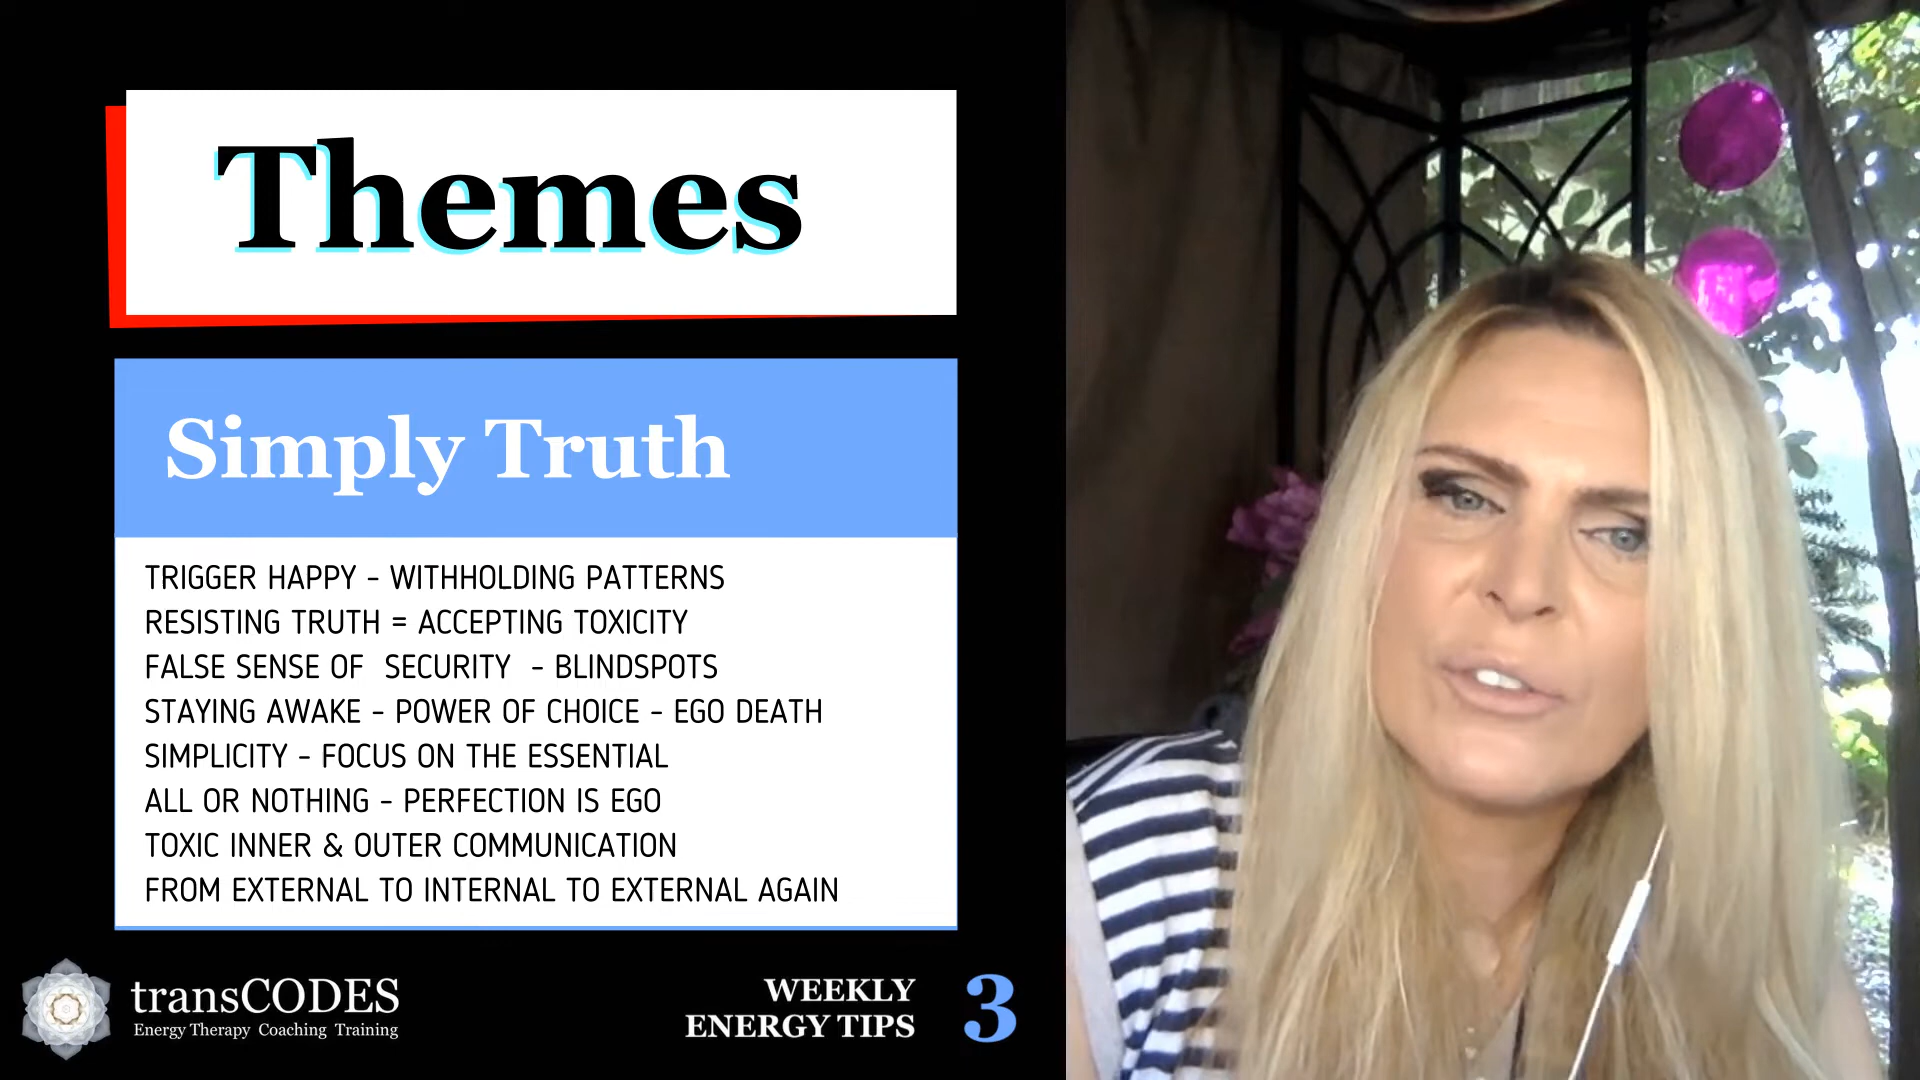 Themes
Simply Truth
TRIGGER HAPPY - WITHHOLDING PATTERNS
RESISTING TRUTH = ACCEPTING TOXICITY
FALSE SENSE OF  SECURITY  - BLINDSPOTS
STAYING AWAKE - POWER OF CHOICE - EGO DEATH
SIMPLICITY - FOCUS ON THE ESSENTIAL
ALL OR NOTHING - PERFECTION IS EGO
TOXIC INNER & OUTER COMMUNICATION
FROM EXTERNAL TO INTERNAL TO EXTERNAL AGAIN
transCODES
Energy Therapy Coaching Training
WEEKLY
ENERGY TIPS
3